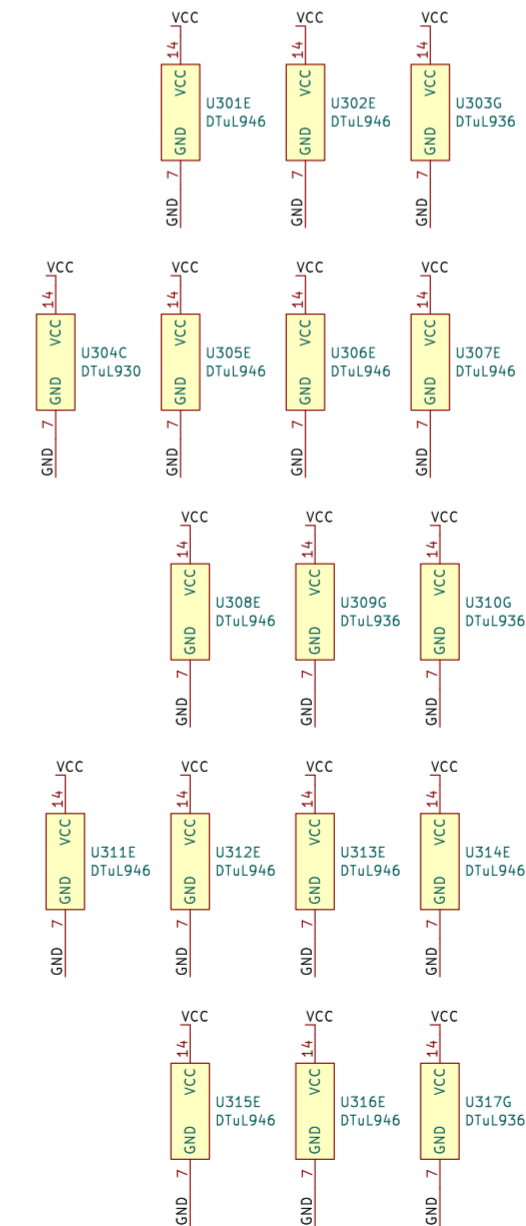 VCC VCC VCC
14 14 14
VCC VCC VCC
U301E U302E U303G
DTuL946 DTuL946 DTuL936
GND GND GND
7 7 7
GND GND GND
VCC VCC VCC VCC
14 14 14 14
VCC VCC VCC VCC
U304C U305E U306E U307E
DTuL930 DTuL946 DTuL946 DTuL946
GND GND GND GND
7 7 7 7
GND GND GND GND
VCC VCC VCC
14 14 14
VCC VCC VCC
U308E U309G U310G
DTuL946 DTuL936 DTuL936
GND GND GND
7 7 7
GND GND GND
VCC VCC VCC VCC
14 14 14 14
VCC VCC VCC VCC
U311E U312E U313E U314E
DTuL946 DTuL946 DTuL946 DTuL946
GND GND GND GND
7 7 7 7
GND GND GND GND
VCC VCC VCC
14 14 14
VCC VCC VCC
U315E U316E U317G
DTuL946 DTuL946 DTuL936
GND GND GND
7 7 7
GND GND GND